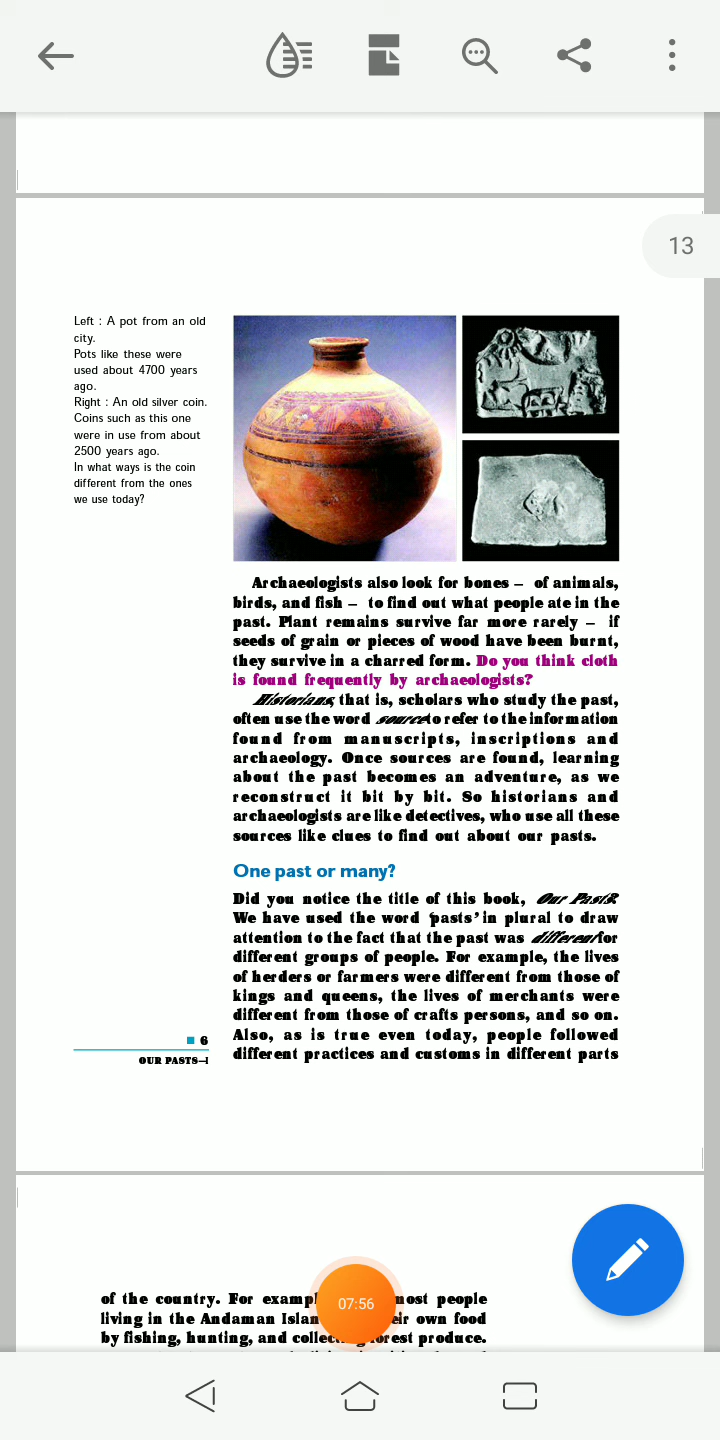 13
Left : A pot from an old
city.
Pots like these were
used about 4700 years
ago.
Right : An old silver coin.
Coins such as this one
were in use from about
2500 years ago.
In what ways is the coin
different from the ones
we use today?
Archaeologists also look for bones – of animals,
birds, and fish – to find out what people ate in the
past. Plant remains survive far more rarely – if
seeds of grain or pieces of wood have been burnt,
they survive in a charred form. Do you think cloth
is found frequently by archaeologists?
Historians, that is, scholars who study the past,
often use the word source to refer to the information
found from manuscripts, inscriptions and
archaeology. Once sources are found, learning
about the past becomes an adventure, as we
reconstruct it bit by bit. So historians and
archaeologists are like detectives, who use all these
sources like clues to find out about our pasts.
One past or many?
Did you notice the title of this book, Our Pasts?
We have used the word 'pasts' in plural to draw
attention to the fact that the past was different for
different groups of people. For example, the lives
of herders or farmers were different from those of
kings and queens, the lives of merchants were
different from those of crafts persons, and so on.
Also, as is true even today, people followed
different practices and customs in different parts
6
OUR PASTS–I
of the country. For most people
living in the Andaman own food
by fishing, hunting, and produce.
07:56